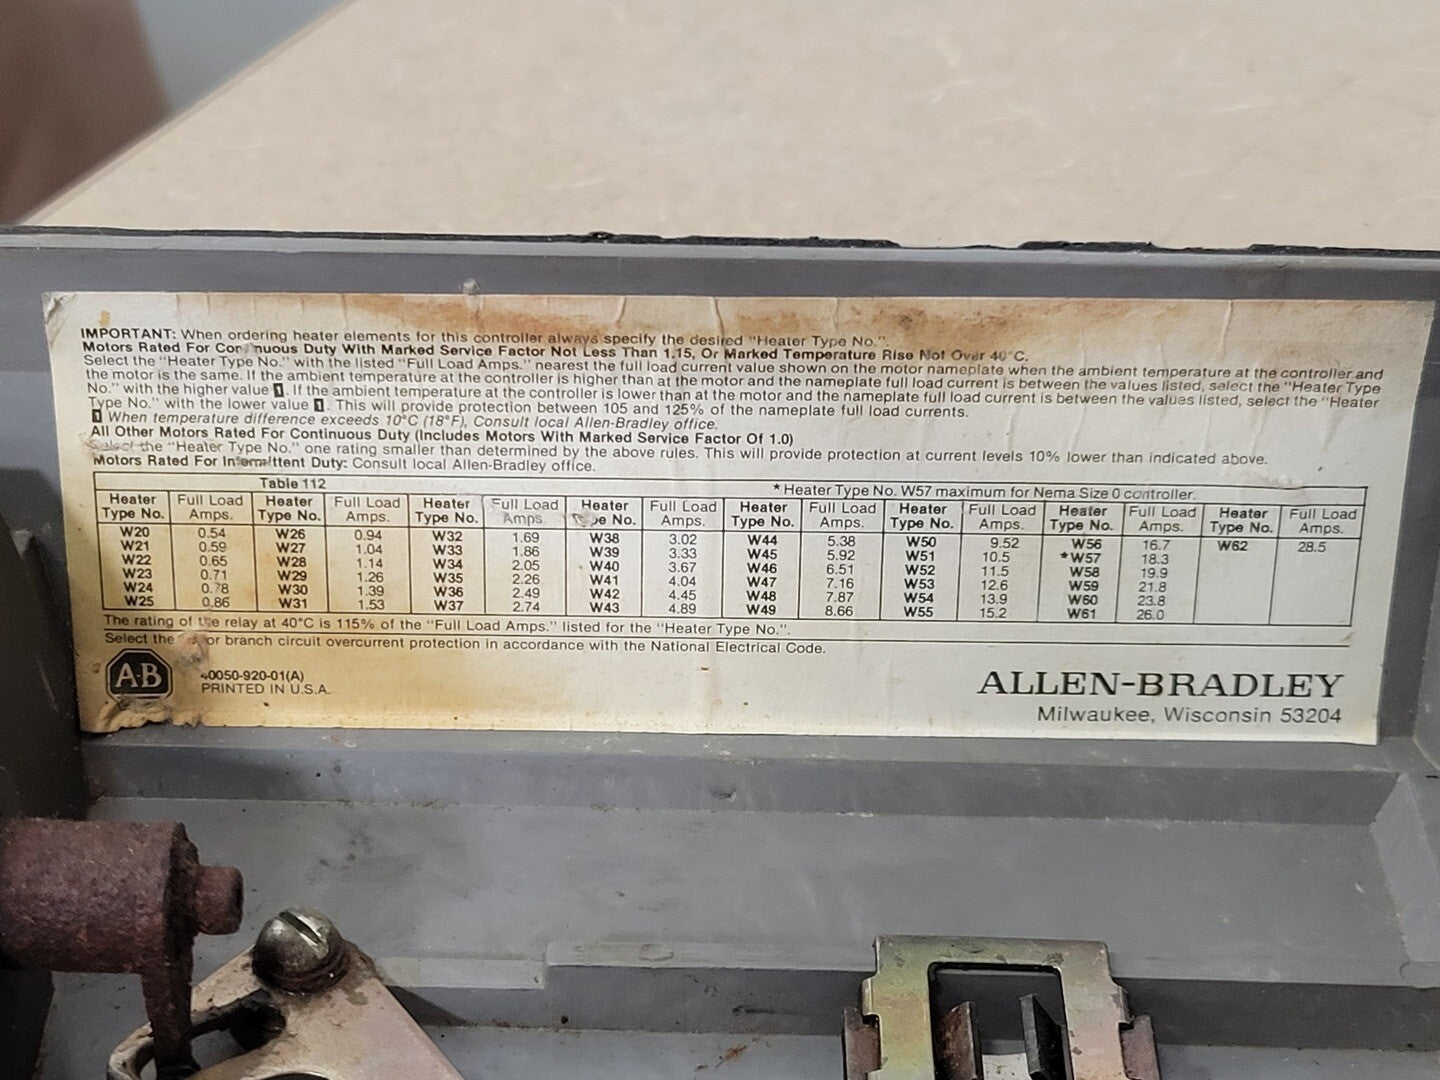 IMPORTANT: When ordering heater elements for this controller always specify the desired "Heater Type No.".
Motors Rated For Continuous Duty With Marked Service Factor Not Less Than 1.15, Or Marked Temperature Rise Not Over 40°C.
Select the "Heater Type No." with the listed "Full Load Amps." nearest the full load current value shown on the motor nameplate when the ambient temperature at the controller and
the motor is the same. If the ambient temperature at the controller is higher than at the motor and the nameplate full load current is between the values listed, select the "Heater Type
No." with the higher value 1. If the ambient temperature at the controller is lower than at the motor and the nameplate full load current is between the values listed, select the "Heater
Type No." with the lower value 1. This will provide protection between 105 and 125% of the nameplate full load currents.
1 When temperature difference exceeds 10°C (18°F), Consult local Allen-Bradley office.
All Other Motors Rated For Continuous Duty (Includes Motors With Marked Service Factor Of 1.0)
Select the "Heater Type No." one rating smaller than determined by the above rules. This will provide protection at current levels 10% lower than indicated above.
Motors Rated For Intermittent Duty: Consult local Allen-Bradley office.
Table 112 *Heater Type No. W57 maximum for Nema Size 0 controller.
Heater Full Load Heater Full Load Heater Full Load Heater Full Load Heater Full Load Heater Full Load Heater Full Load Heater Full Load
Type No. Amps. Type No. Amps. Type No. Amps. Type No. Amps. Type No. Amps. Type No. Amps. Type No. Amps. Type No. Amps.
W20 0.54 W26 0.94 W32 1.69 W38 3.02 W44 5.38 W50 9.52 W56 16.7 W62 28.5
W21 0.59 W27 1.04 W33 1.86 W39 3.33 W45 5.92 W51 10.5 *W57 18.3
W22 0.65 W28 1.14 W34 2.05 W40 3.67 W46 6.51 W52 11.5 W58 19.9
W23 0.71 W29 1.26 W35 2.26 W41 4.04 W47 7.16 W53 12.6 W59 21.8
W24 0.78 W30 1.39 W36 2.49 W42 4.45 W48 7.87 W54 13.9 W60 23.8
W25 0.86 W31 1.53 W37 2.74 W43 4.89 W49 8.66 W55 15.2 W61 26.0
The rating of the relay at 40°C is 115% of the "Full Load Amps." listed for the "Heater Type No.".
Select the or branch circuit overcurrent protection in accordance with the National Electrical Code.
A-B
40050-920-01(A)
PRINTED IN U.S.A.
ALLEN-BRADLEY
Milwaukee, Wisconsin 53204